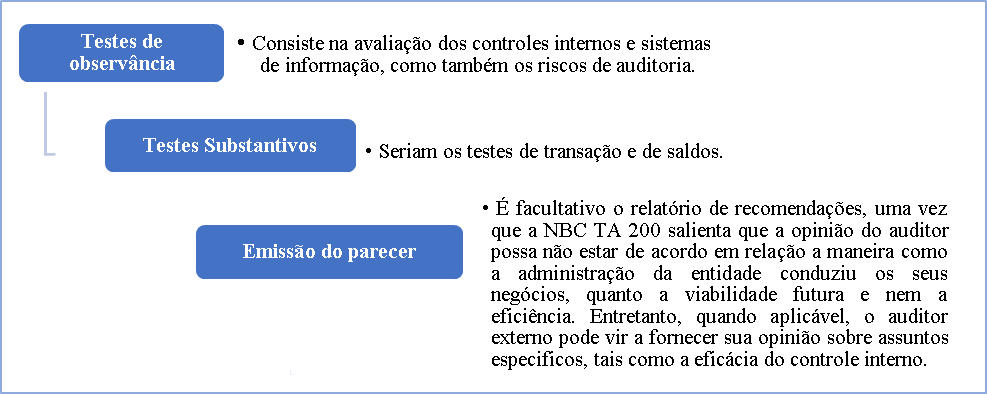 Testes de
observância
• Consiste na avaliação dos controles internos e sistemas
de informação, como também os riscos de auditoria.
Testes Substantivos
• Seriam os testes de transação e de saldos.
Emissão do parecer
• É facultativo o relatório de recomendações, uma vez
que a NBC TA 200 salienta que a opinião do auditor
possa não estar de acordo em relação a maneira como
a administração da entidade conduziu os seus
negócios, quanto a viabilidade futura e nem a
eficiência. Entretanto, quando aplicável, o auditor
externo pode vir a fornecer sua opinião sobre assuntos
especificos, tais como a eficácia do controle interno.